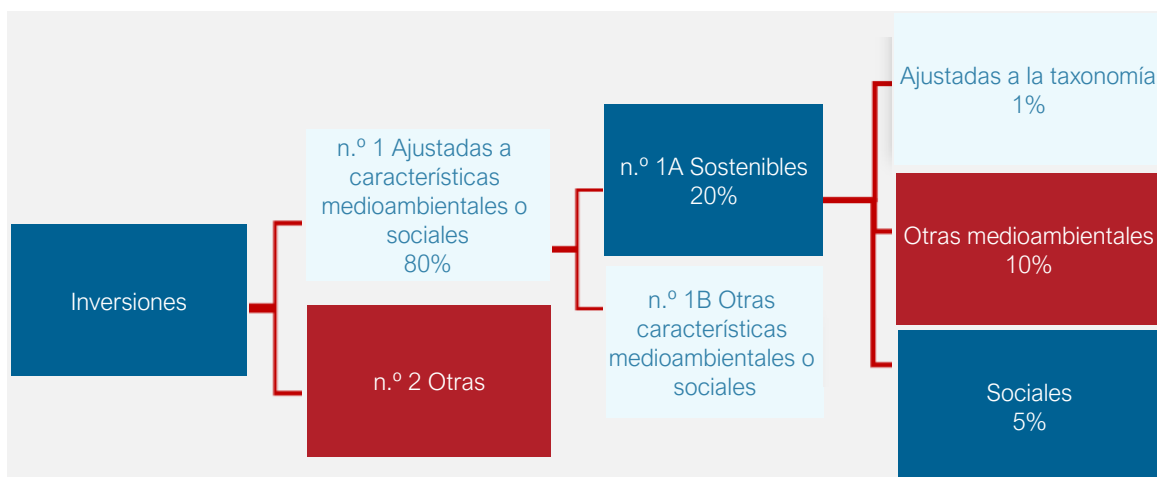 Inversiones
n.º 1 Ajustadas a
características
medioambientales o
sociales
80%
n.º 2 Otras
n.º 1A Sostenibles
20%
n.º 1B Otras
características
medioambientales o
sociales
Ajustadas a la taxonomía
1%
Otras medioambientales
10%
Sociales
5%